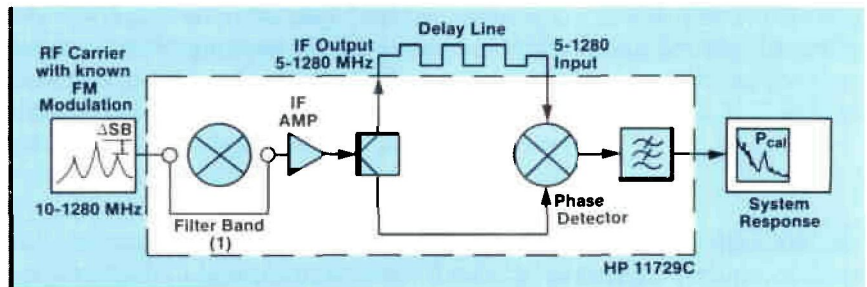 RF Carrier
with known
FM
Modulation
ΔSB
10-1280 MHz
Filter Band
(1)
IF
AMP
IF Output
5-1280 MHz
Delay Line
5-1280
Input
Phase
Detector
Pcal
System
Response
HP 11729C